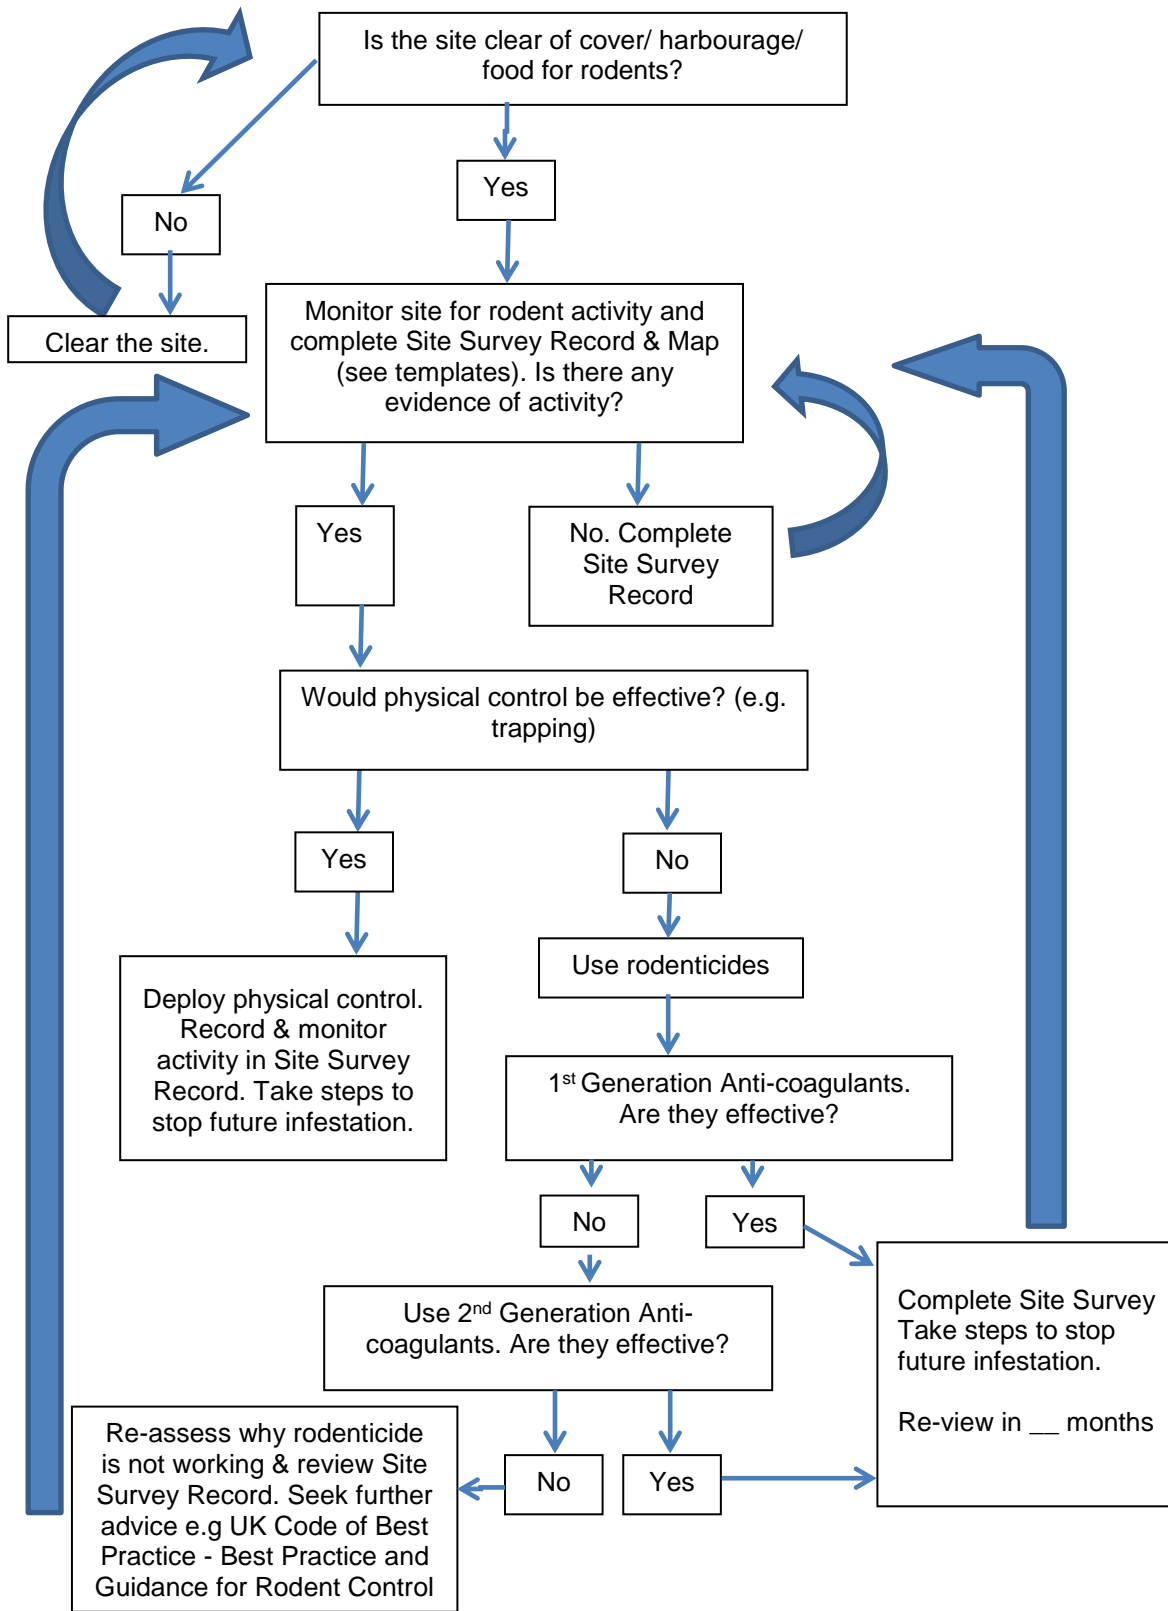 Is the site clear of cover/ harbourage/
food for rodents?
Yes
No
Clear the site.
Monitor site for rodent activity and
complete Site Survey Record & Map
(see templates). Is there any
evidence of activity?
Yes
No. Complete
Site Survey
Record
Would physical control be effective? (e.g.
trapping)
Yes
No
Use rodenticides
Deploy physical control.
Record & monitor
activity in Site Survey
Record. Take steps to
stop future infestation.
1st Generation Anti-coagulants.
Are they effective?
No
Yes
Use 2nd Generation Anti-
coagulants. Are they effective?
Complete Site Survey
Take steps to stop
future infestation.
Re-view in __ months
No
Yes
Re-assess why rodenticide
is not working & review Site
Survey Record. Seek further
advice e.g UK Code of Best
Practice - Best Practice and
Guidance for Rodent Control